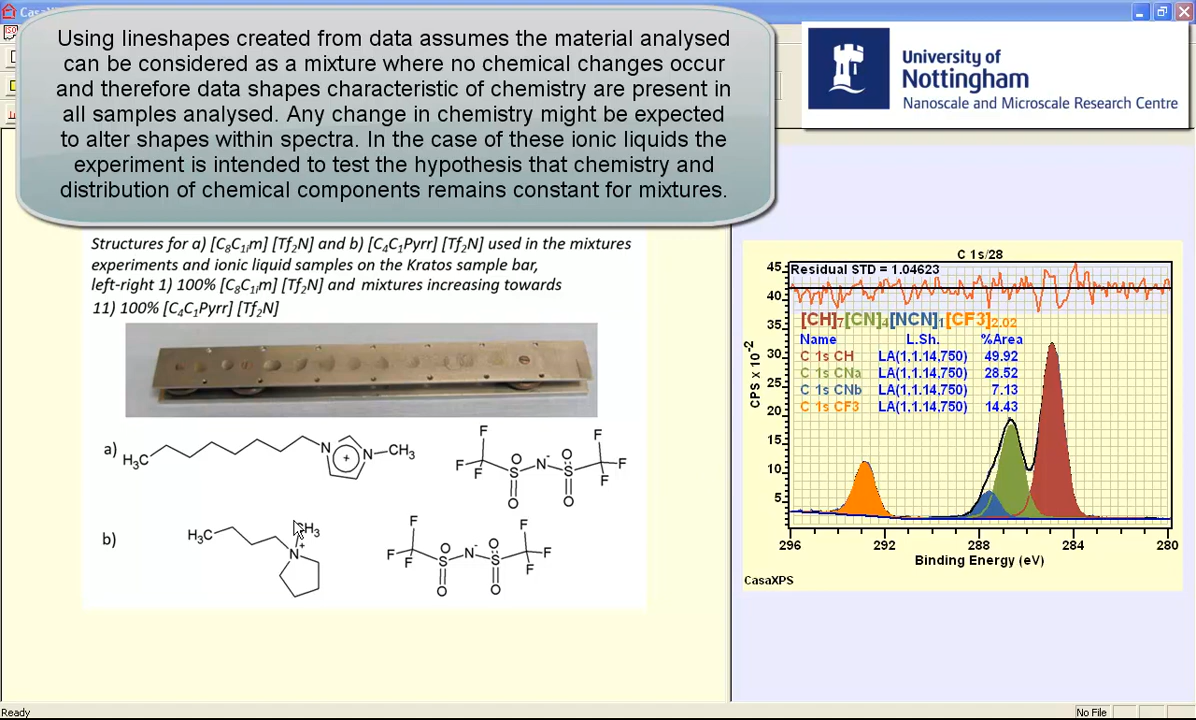 CasaXPS
Using lineshapes created from data assumes the material analysed
can be considered as a mixture where no chemical changes occur
and therefore data shapes characteristic of chemistry are present in
all samples analysed. Any change in chemistry might be expected
to alter shapes within spectra. In the case of these ionic liquids the
experiment is intended to test the hypothesis that chemistry and
distribution of chemical components remains constant for mixtures.
University of
Nottingham
Nanoscale and Microscale Research Centre
Structures for a) [C8C1im] [Tf2N] and b) [C4C1Pyrr] [Tf2N] used in the mixtures
experiments and ionic liquid samples on the Kratos sample bar,
left-right 1) 100% [C8C1im] [Tf2N] and mixtures increasing towards
11) 100% [C4C1Pyrr] [Tf2N]
a)
H3C
N
+
N
CH3
F
F
F
S
O
O
N-
S
O
O
F
F
F
b)
H3C
CH3
N
+
F
F
F
S
O
O
N-
S
O
O
F
F
F
C 1s/28
Residual STD = 1.04623
[CH]7[CN]4[NCN]1[CF3]2.02
Name L.Sh. %Area
C 1s CH LA(1,1.14,750) 49.92
C 1s CNa LA(1,1.14,750) 28.52
C 1s CNb LA(1,1.14,750) 7.13
C 1s CF3 LA(1,1.14,750) 14.43
CPS x 10-2
45
40
35
30
25
20
15
10
5
296 292 288 284 280
Binding Energy (eV)
CasaXPS
Ready
No File